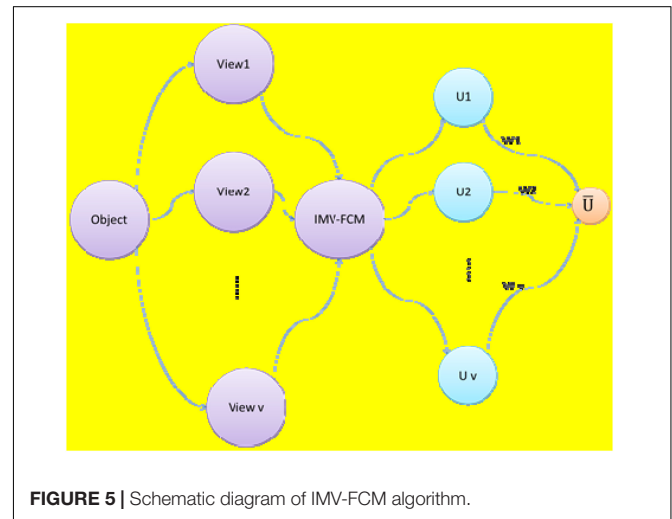 View1
U1
W1
View2
U2
W2
Object
IMV-FCM
Ū
W v
View v
U v
FIGURE 5 | Schematic diagram of IMV-FCM algorithm.